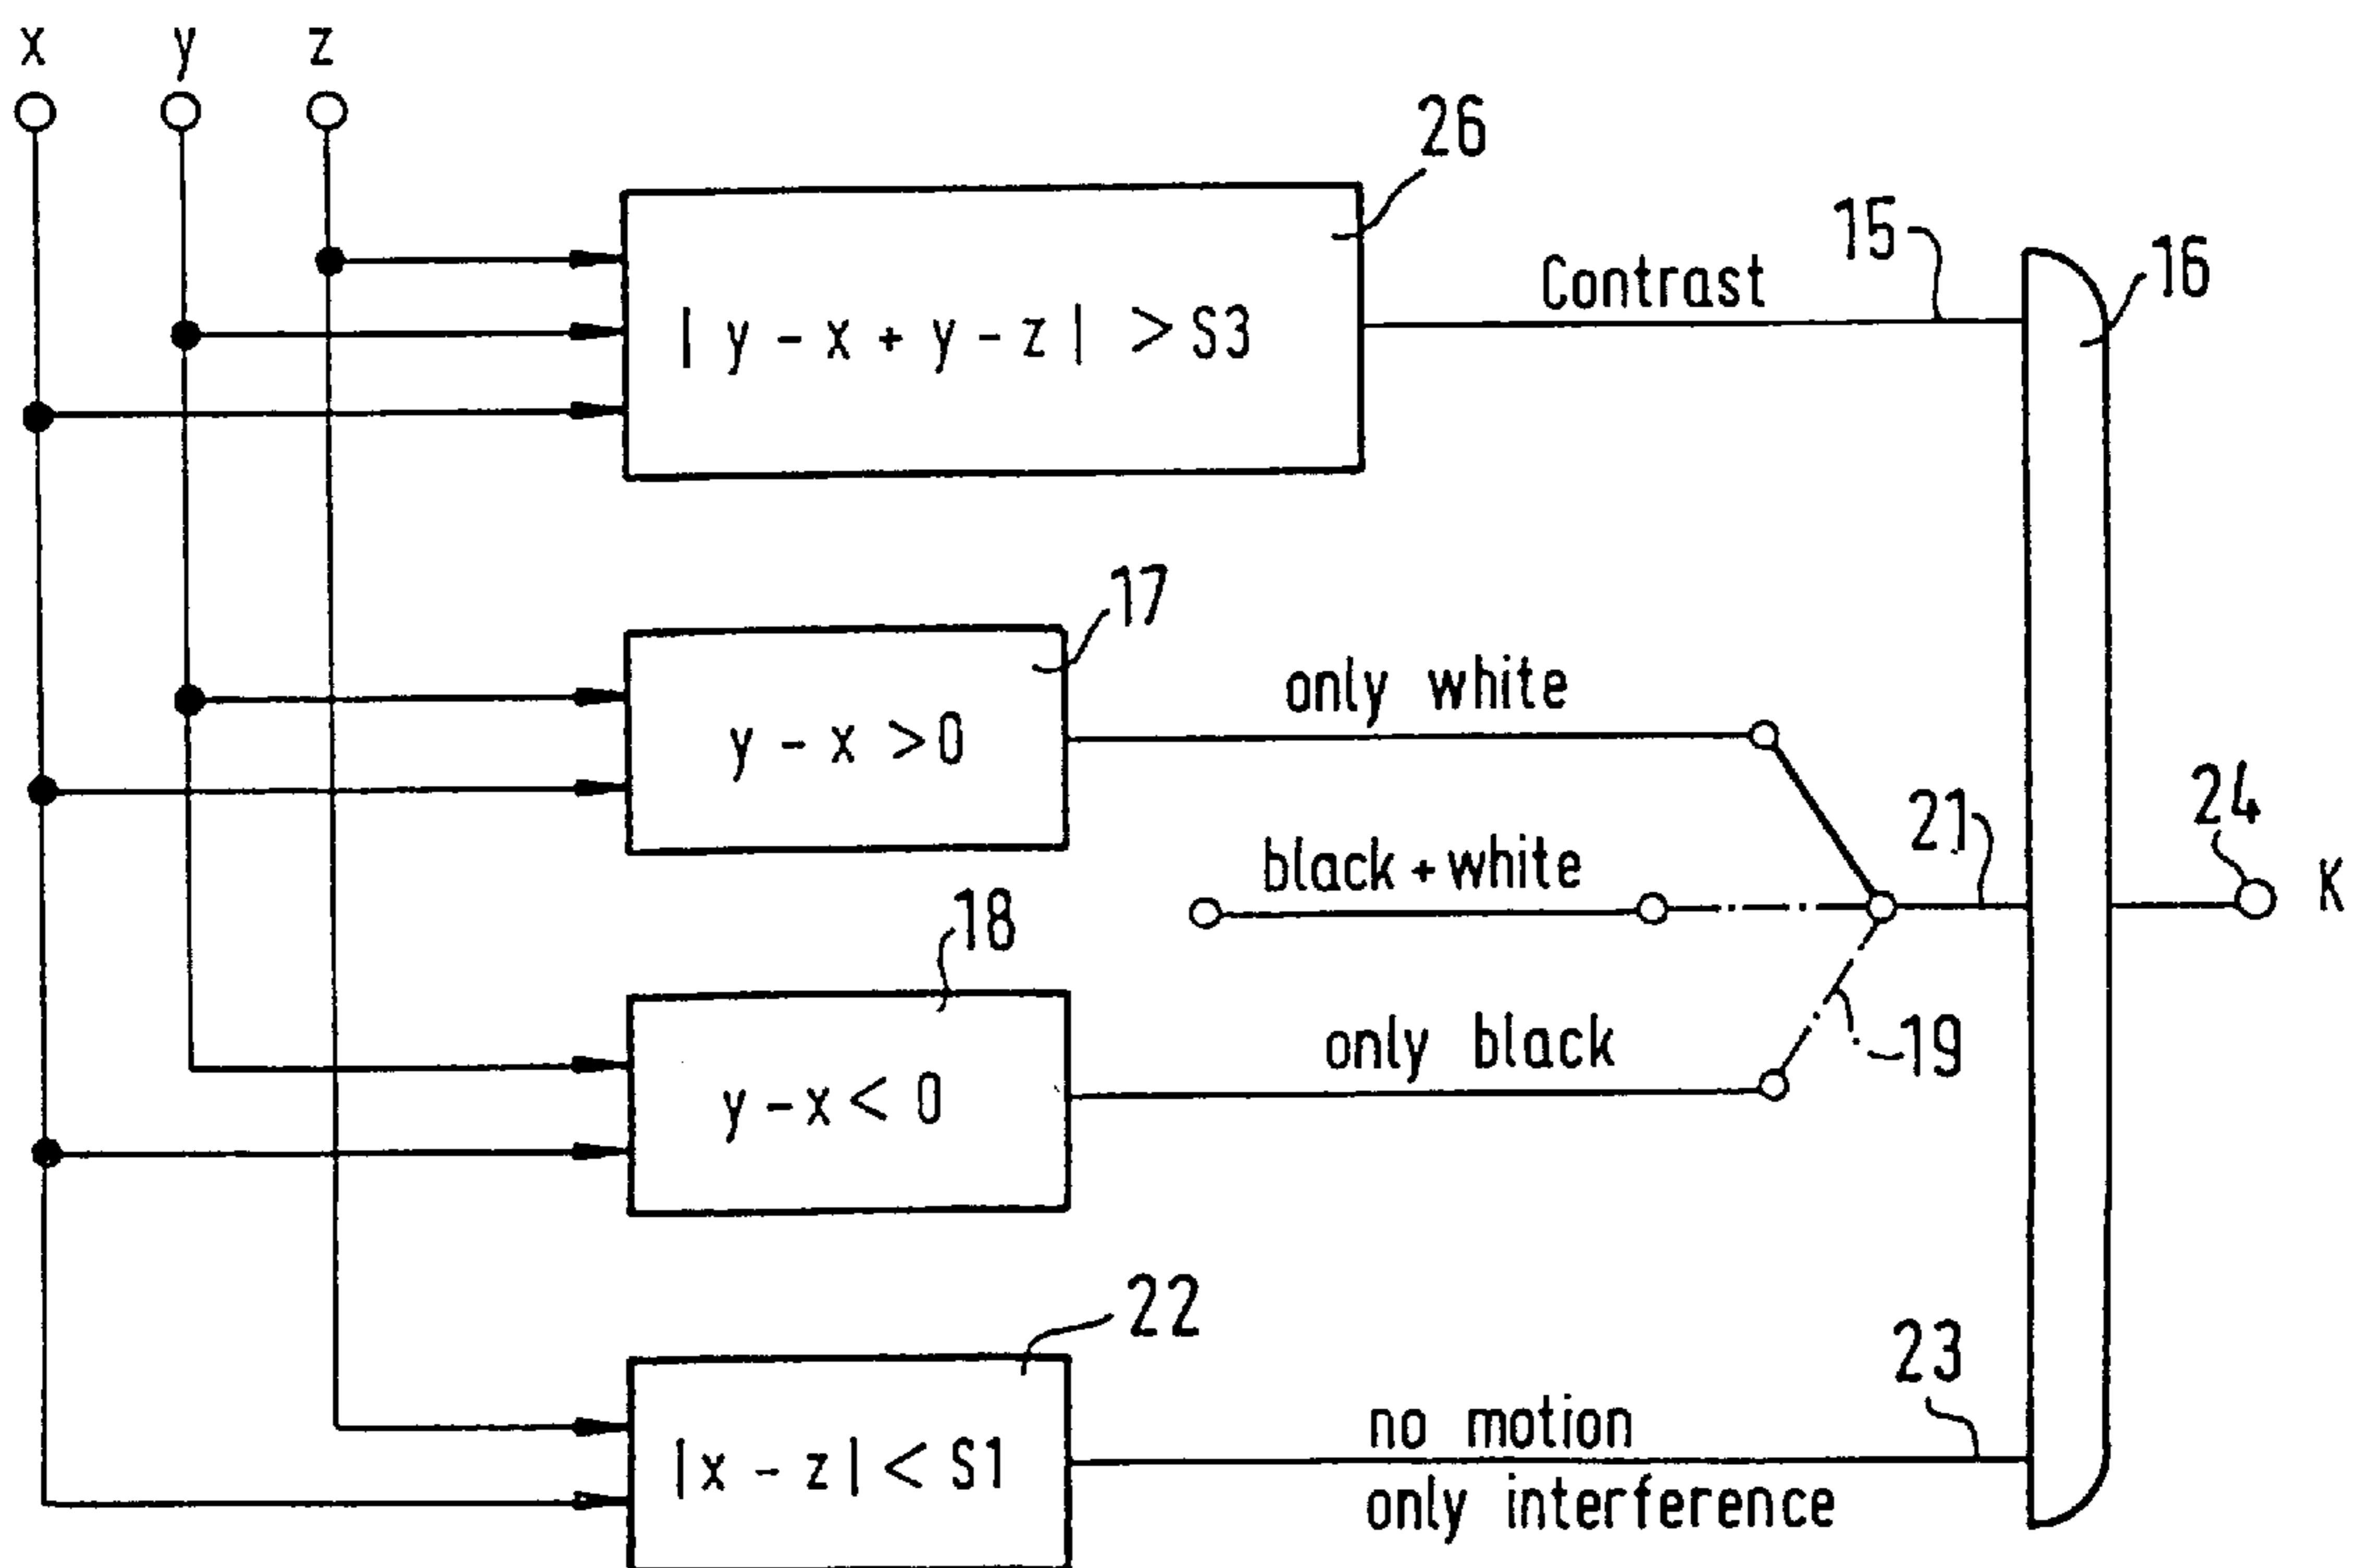 x y z
26
| y - x + y - z | > S3
Contrast
15
16
17
y - x > 0
only white
black + white
21
24
K
18
y - x < 0
only black
19
22
|x - z| < S1
no motion
only interference
23